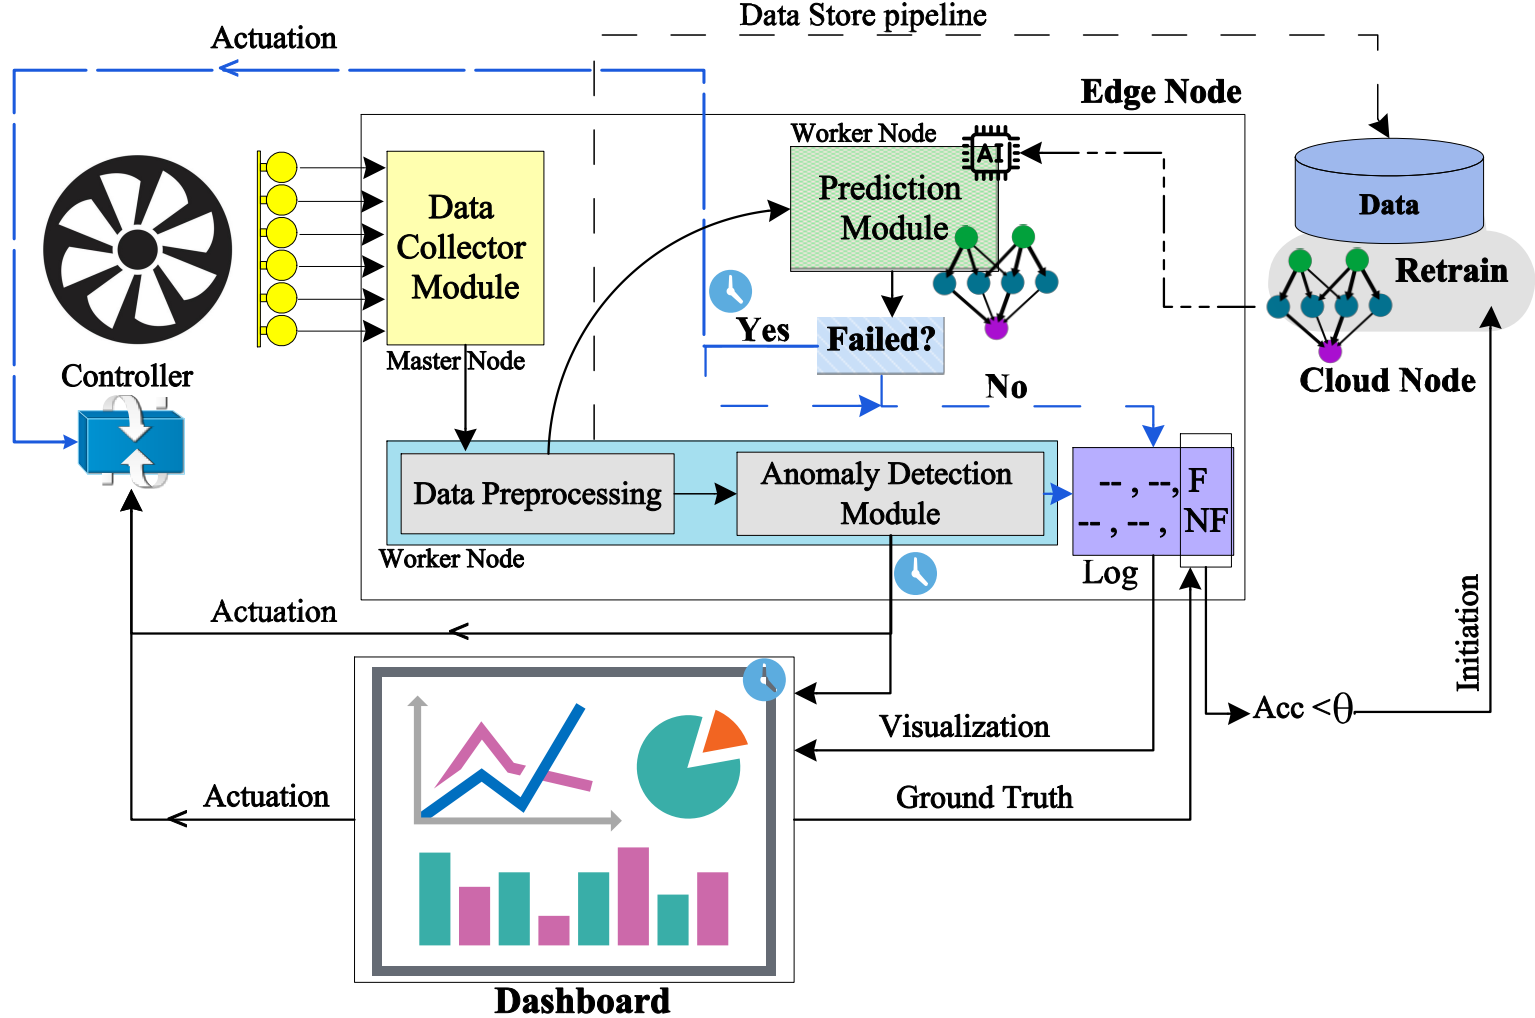 Data Store pipeline
Actuation
Edge Node
Worker Node
AI
Prediction
Module
Data
Collector
Module
Data
Retrain
Cloud Node
Yes
Failed?
No
Master Node
Controller
Data Preprocessing
Anomaly Detection
Module
-- , --, F
-- , -- , NF
Worker Node
Log
Actuation
Initiation
Acc <θ
Visualization
Actuation
Ground Truth
Dashboard